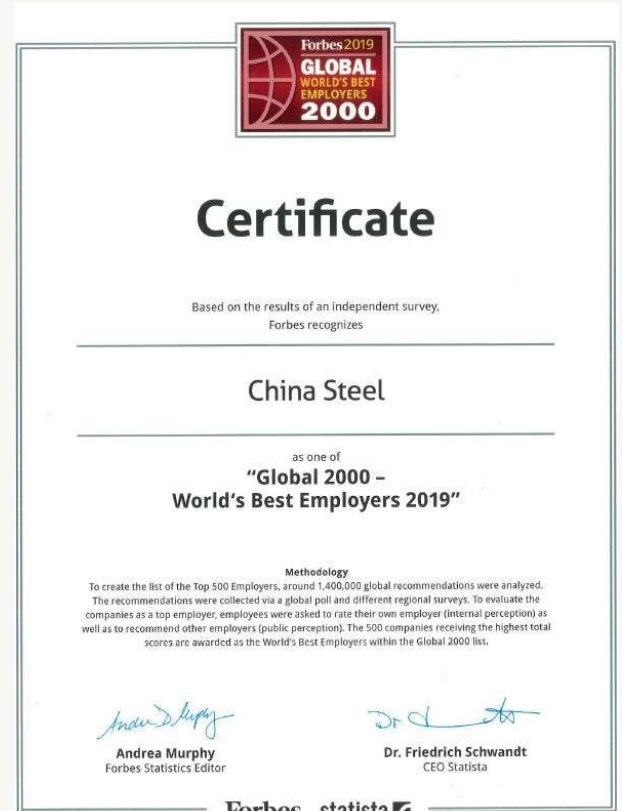 Forbes 2019
GLOBAL
WORLD'S BEST
EMPLOYERS
2000
Certificate
Based on the results of an independent survey,
Forbes recognizes
China Steel
as one of
“Global 2000 –
World's Best Employers 2019”
Methodology
To create the list of the Top 500 Employers, around 1,400,000 global recommendations were analyzed.
The recommendations were collected via a global poll and different regional surveys. To evaluate the
companies as a top employer, employees were asked to rate their own employer (internal perception) as
well as to recommend other employers (public perception). The 500 companies receiving the highest total
scores are awarded as the World's Best Employers within the Global 2000 list.
Andrea Murphy
Dr. Friedrich Schwandt
Forbes Statistics Editor
CEO Statista
Forbes statista